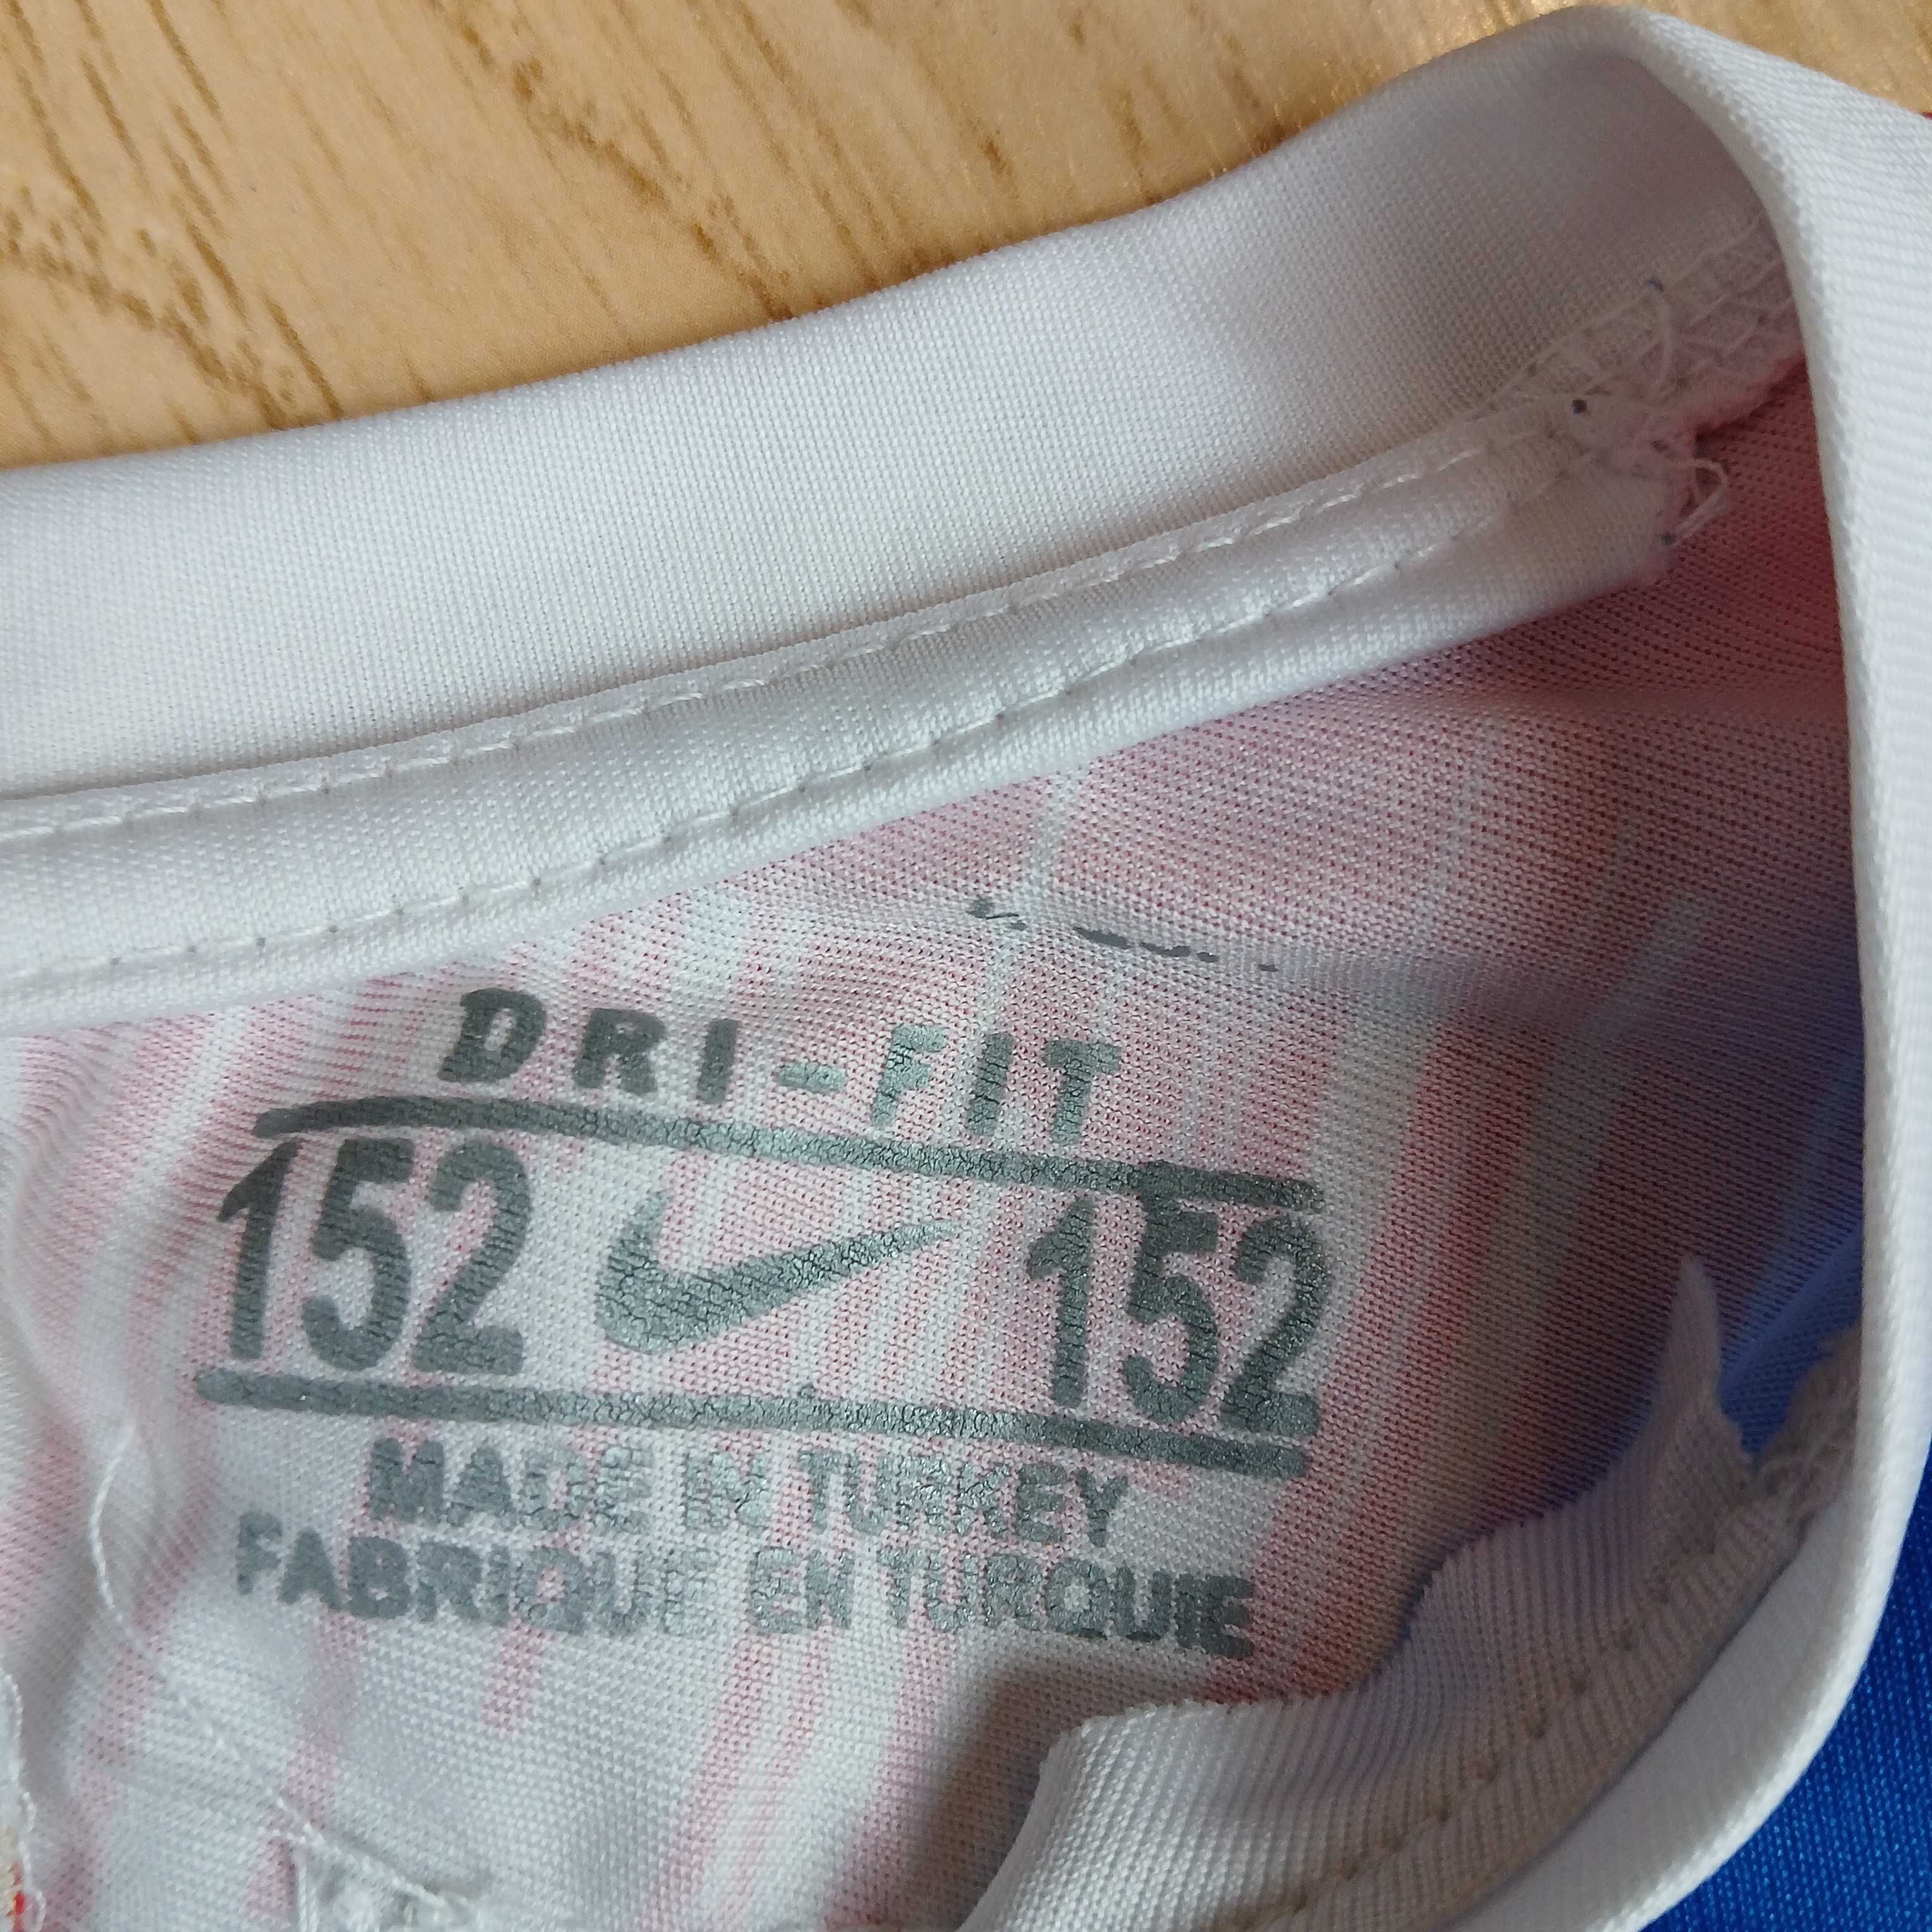 DRI-FIT
152 152
MADE IN TURKEY
FABRIQUE EN TURQUIE